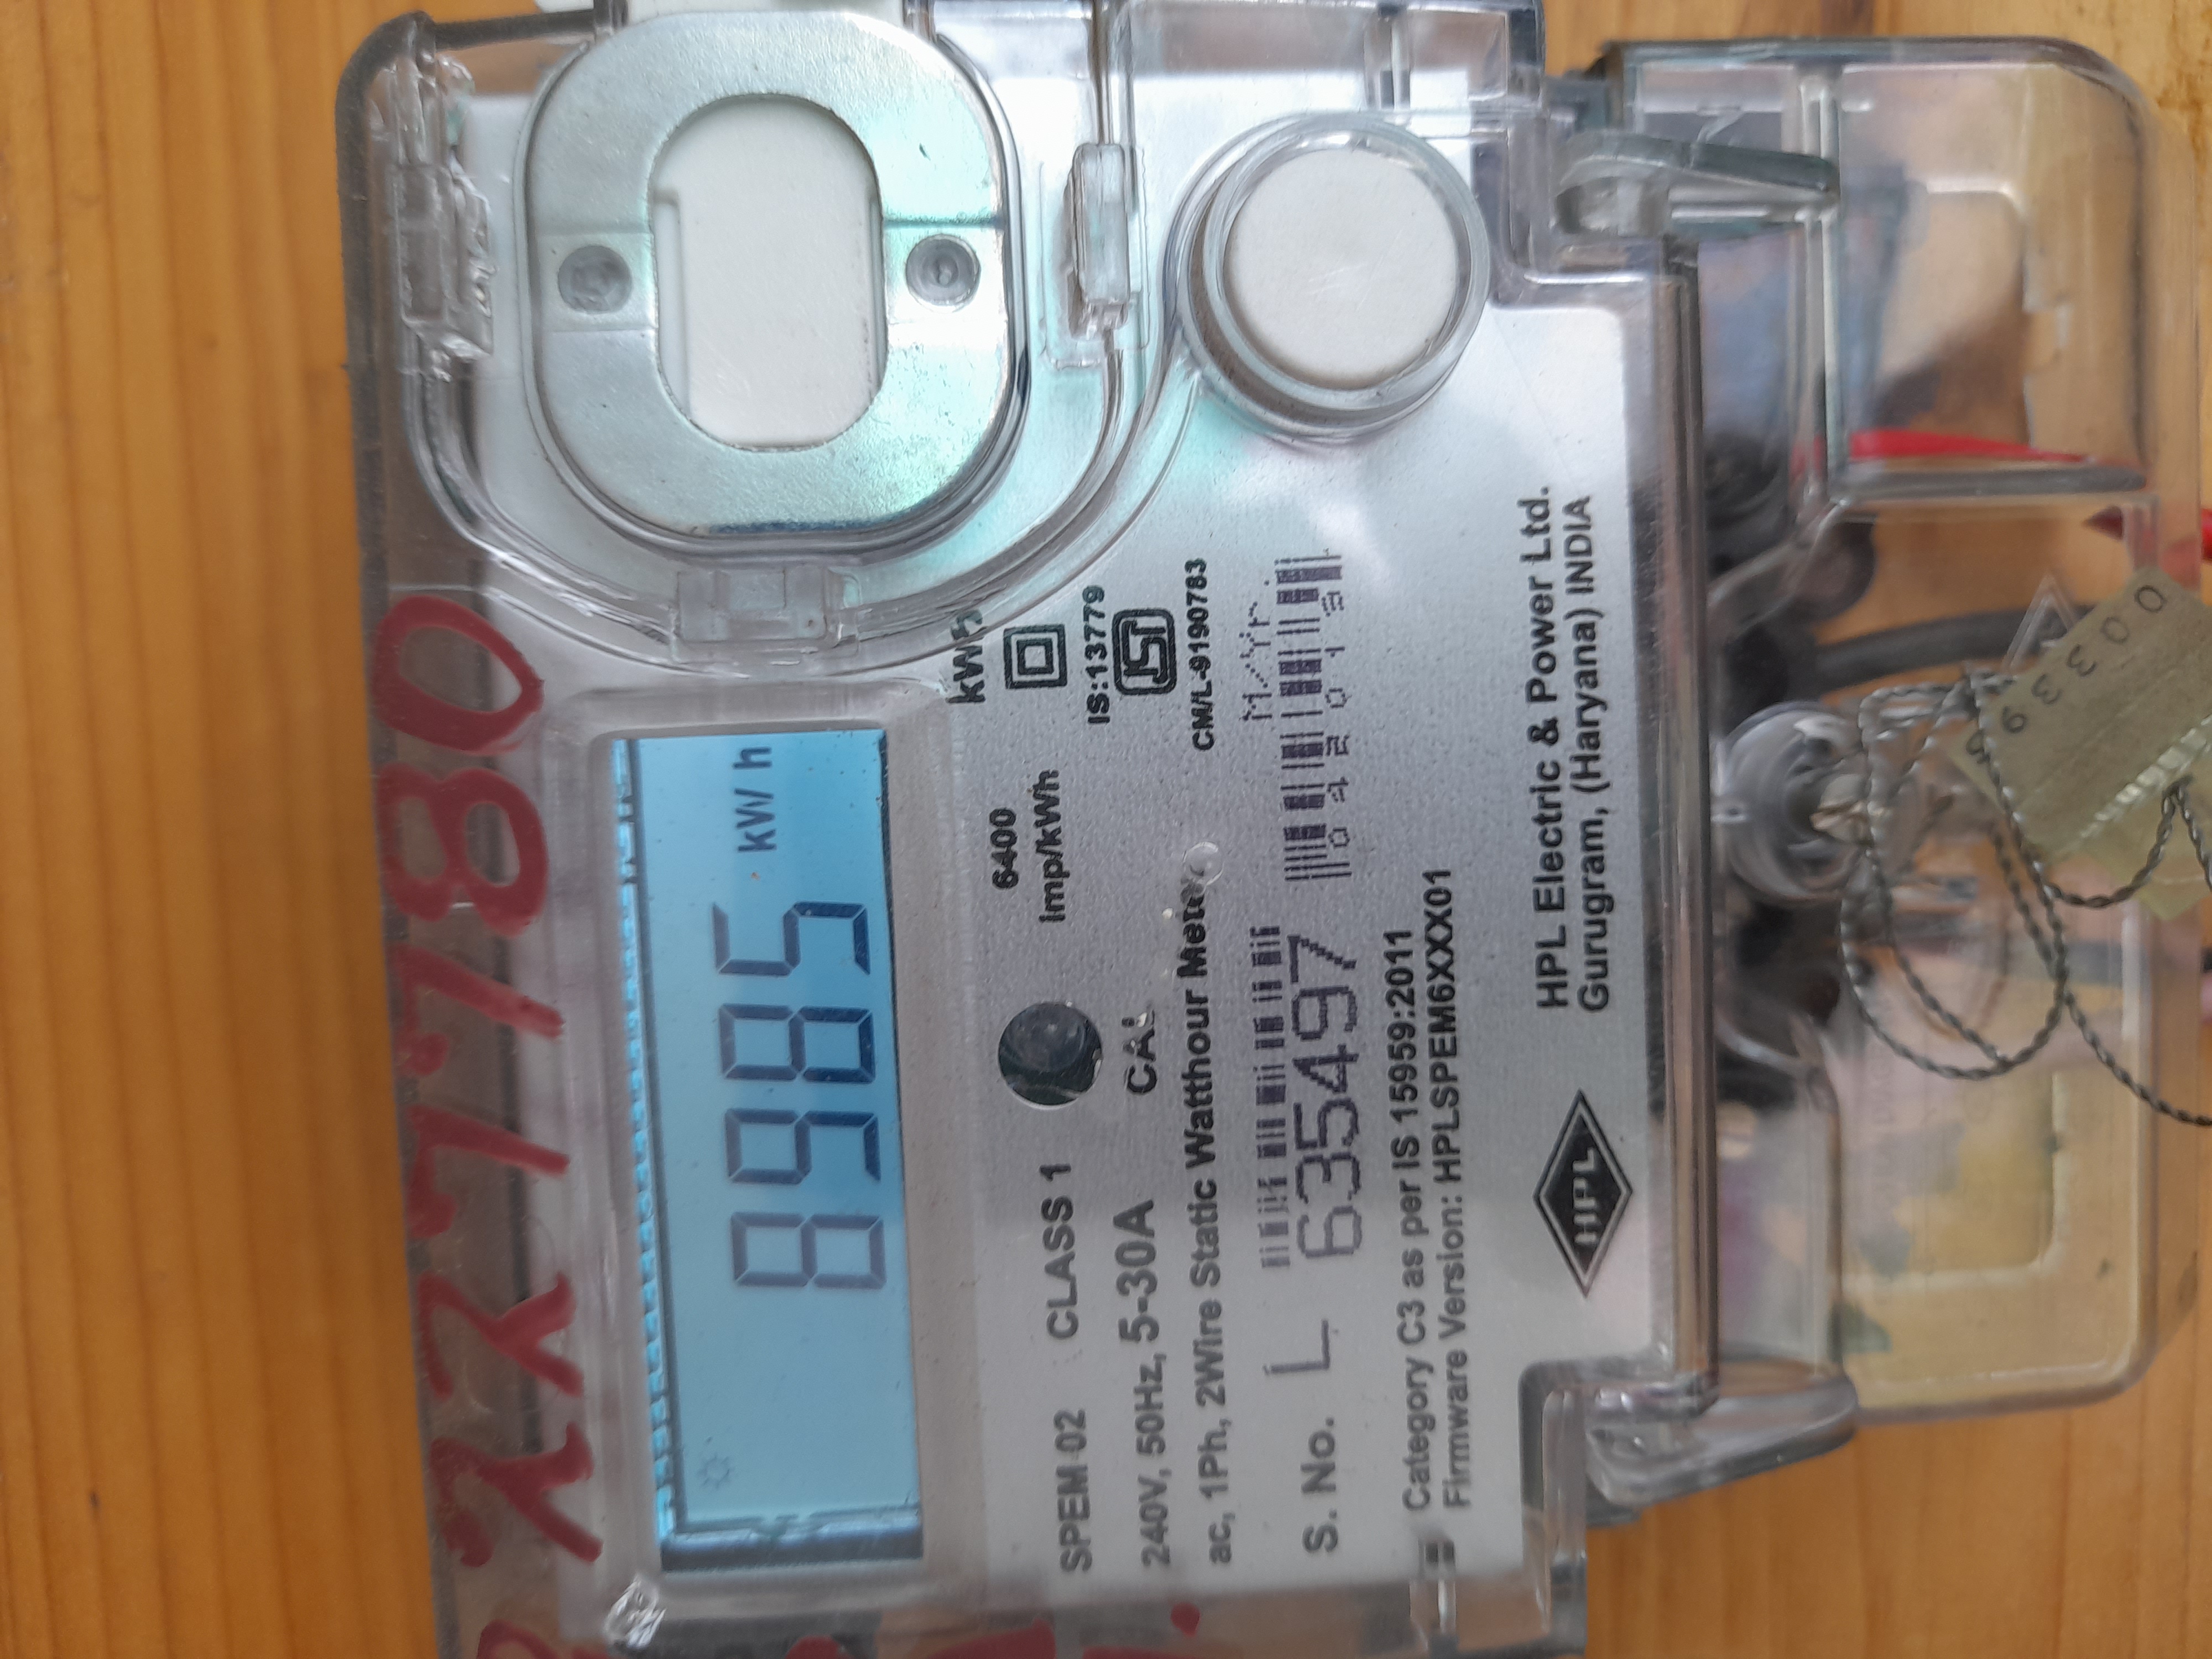 8985 kWh
kWh
6400
Imp/kWh
SPEM 02 CLASS 1
CAL
IS:13779
240V, 50Hz, 5-30A
ac, 1Ph, 2Wire Static Watthour Meter
CM/L-9190783
M/Yr
S. No. L 635497
042019
Category C3 as per IS 15959:2011
Firmware Version: HPLSPEM6XXX01
HPL
HPL Electric & Power Ltd.
Gurugram, (Haryana) INDIA